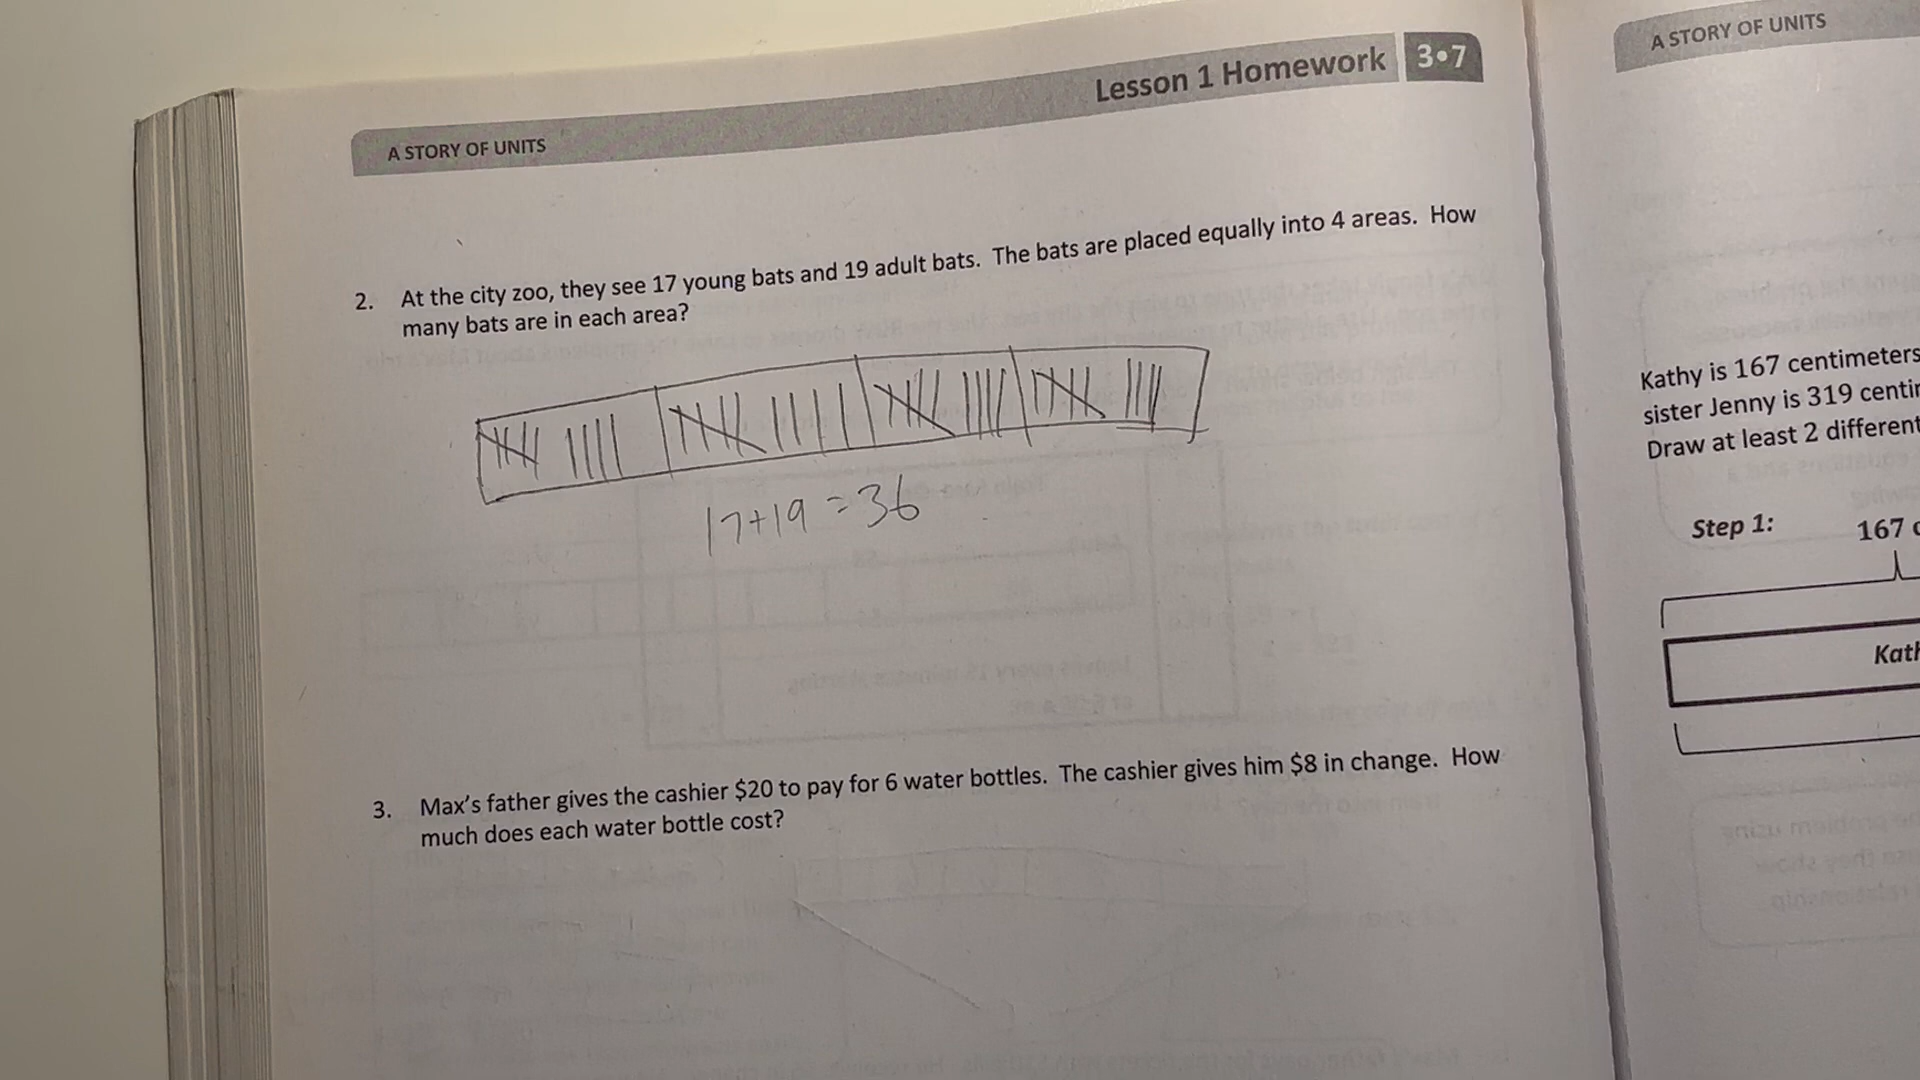 Lesson 1 Homework 3•7
A STORY OF UNITS
2. At the city zoo, they see 17 young bats and 19 adult bats. The bats are placed equally into 4 areas. How
many bats are in each area?
17+19=36
3. Max's father gives the cashier $20 to pay for 6 water bottles. The cashier gives him $8 in change. How
much does each water bottle cost?
A STORY OF UNITS
Kathy is 167 centimeters
sister Jenny is 319
Draw at least 2 different
Step 1:
167